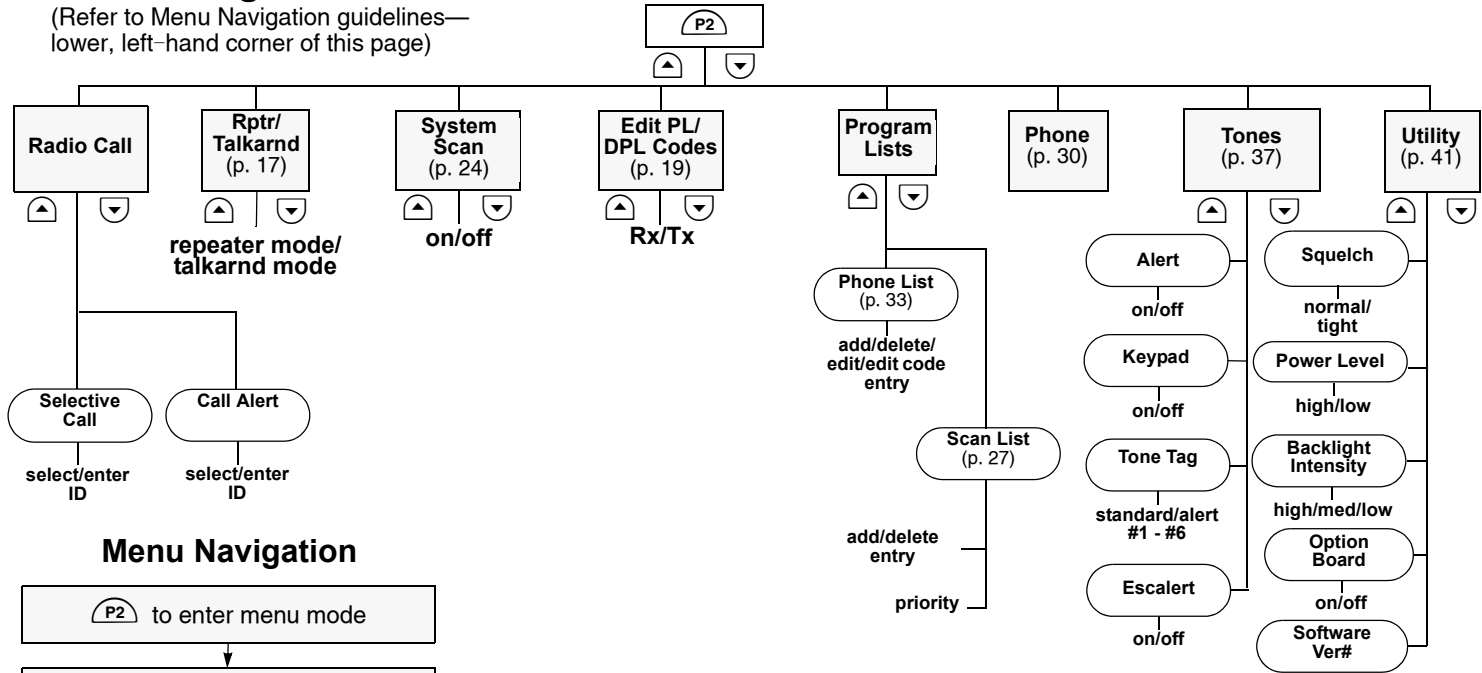 (Refer to Menu Navigation guidelines—
lower, left-hand corner of this page)
P2
Radio Call
Rptr/
Talkarnd
(p. 17)
System
Scan
(p. 24)
Edit PL/
DPL Codes
(p. 19)
Program
Lists
Phone
(p. 30)
Tones
(p. 37)
Utility
(p. 41)
repeater mode/
talkarnd mode
on/off
Rx/Tx
Selective
Call
select/enter
ID
Call Alert
select/enter
ID
Phone List
(p. 33)
add/delete/
edit/edit code
entry
Scan List
(p. 27)
add/delete
entry
priority
Alert
on/off
Keypad
on/off
Tone Tag
standard/alert
#1 - #6
Escalert
on/off
Squelch
normal/
tight
Power Level
high/low
Backlight
Intensity
high/med/low
Option
Board
on/off
Software
Ver#
Menu Navigation
P2 to enter menu mode